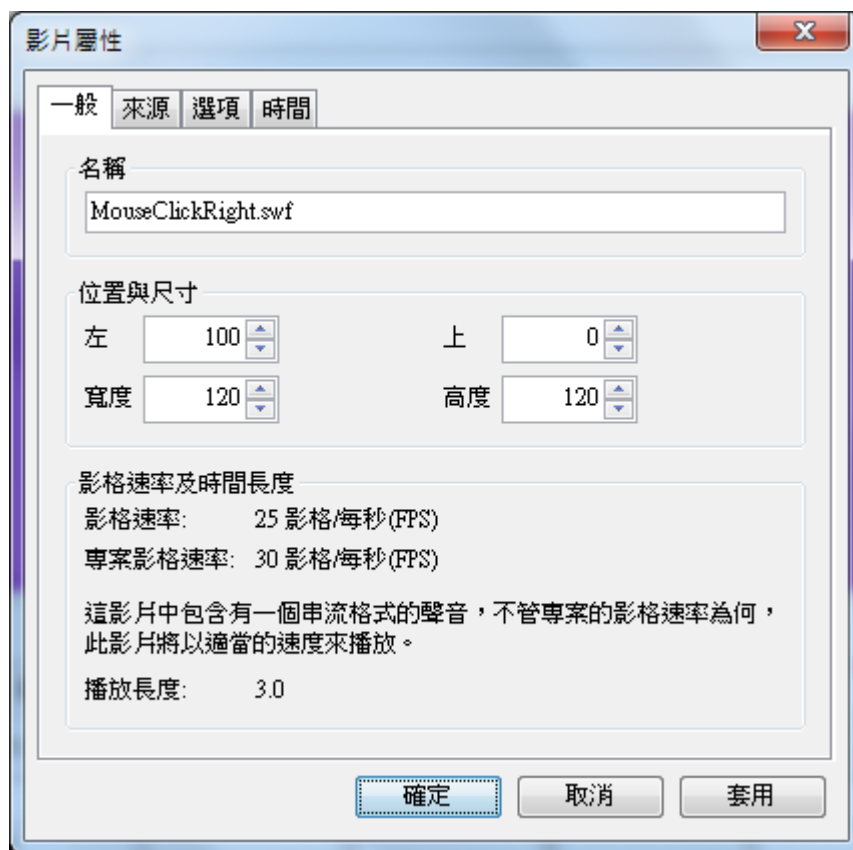 影片屬性
一般 來源 選項 時間
名稱
MouseClickRight.swf
位置與尺寸
左 100 上 0
寬度 120 高度 120
影格速率及時間長度
影格速率: 25 影格/每秒(FPS)
專案影格速率: 30 影格/每秒(FPS)
這影片中包含有一個串流格式的聲音，不管專案的影格速率為何，
此影片將以適當的速度來播放。
播放長度: 3.0
確定 取消 套用